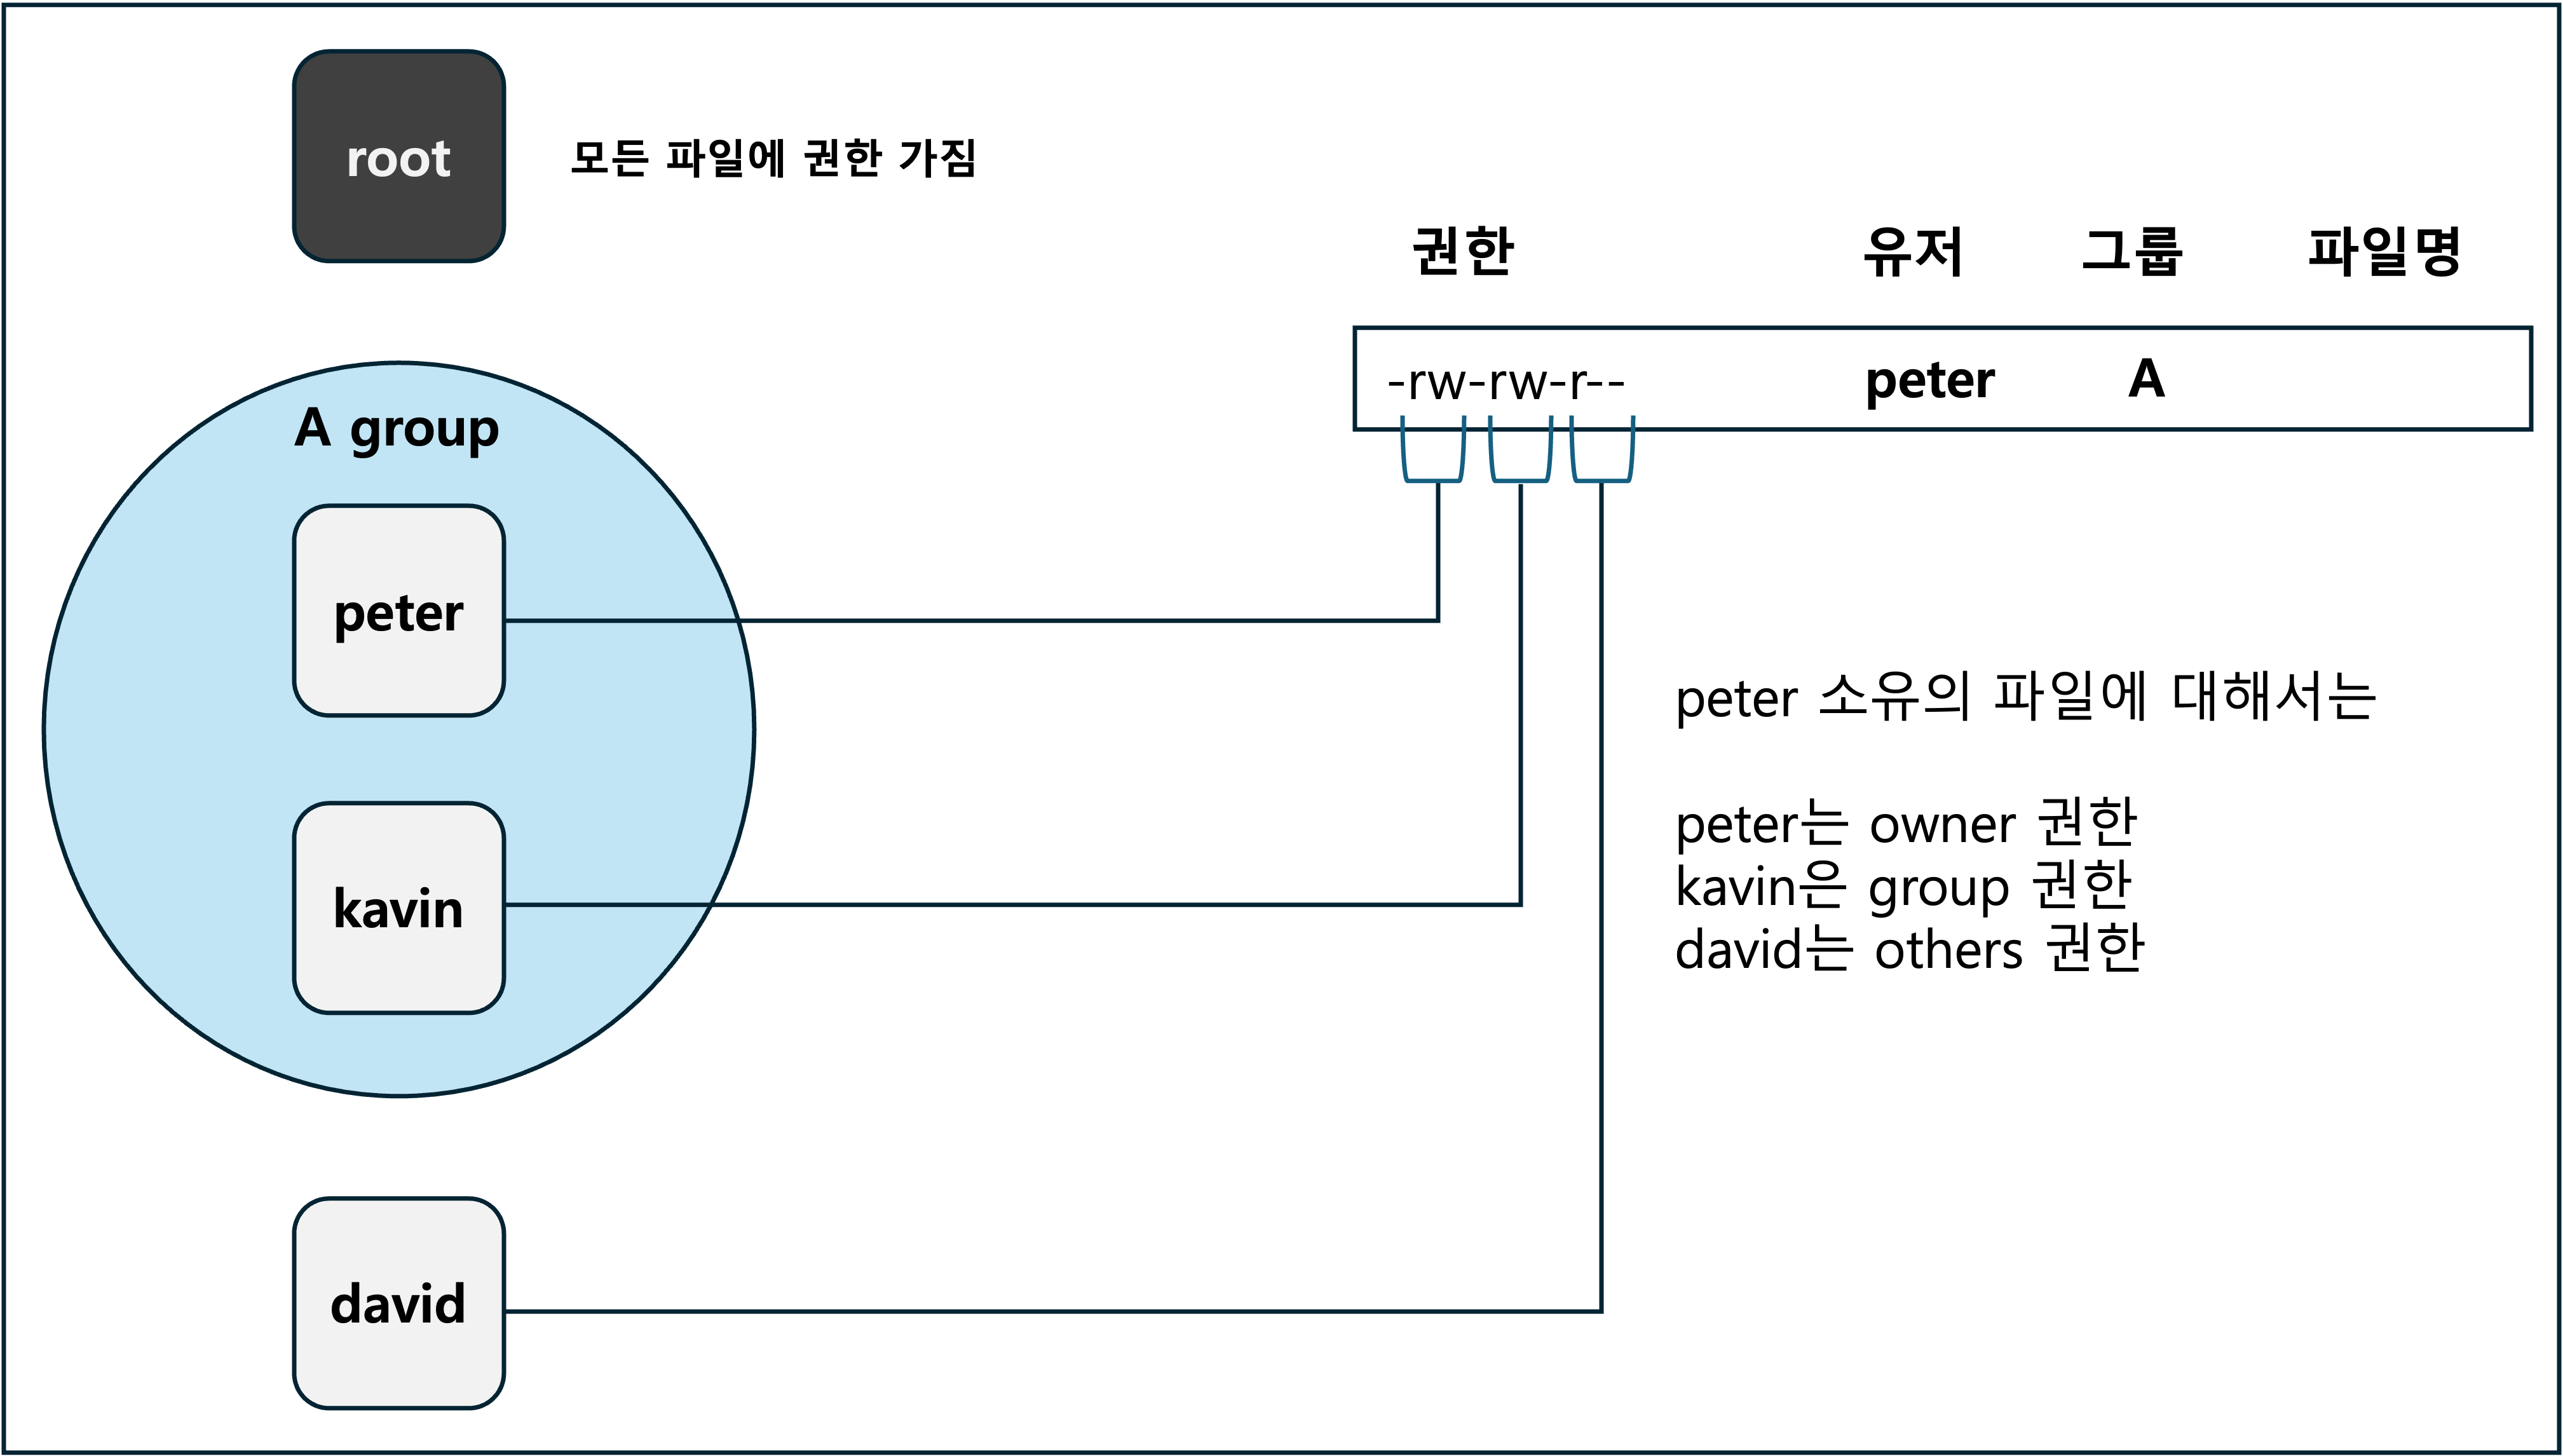 root
모든 파일에 권한 가짐
권한 유저 그룹 파일명
-rw-rw-r-- peter A
A group
peter
kavin
david
peter 소유의 파일에 대해서는
peter는 owner 권한
kavin은 group 권한
david는 others 권한